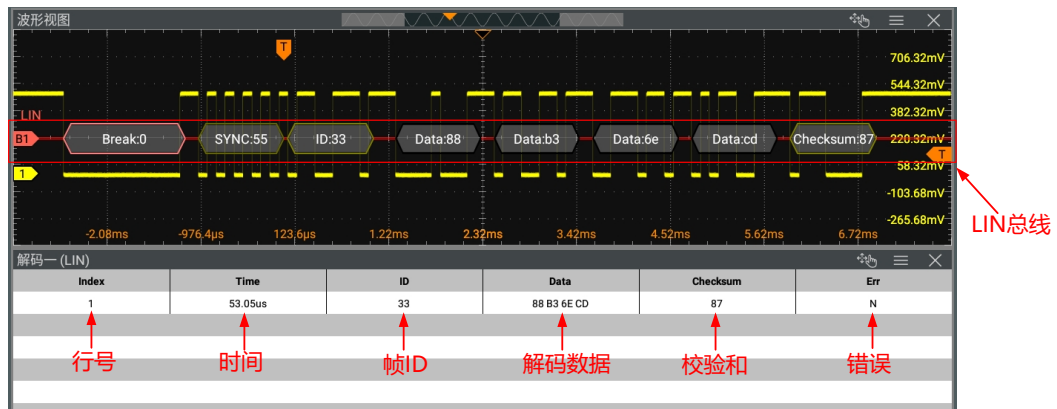 波形视图
T
706.32mV
544.32mV
382.32mV
LIN
B1
Break:0
SYNC:55
ID:33
Data:88
Data:b3
Data:6e
Data:cd
Checksum:87
220.32mV
T
58.32mV
1
-103.68mV
-265.68mV
LIN总线
-2.08ms
-976.4μs
123.6μs
1.22ms
2.32ms
3.42ms
4.52ms
5.62ms
6.72ms
解码一 (LIN)
Index Time ID Data Checksum Err
1 53.05us 33 88 B3 6E CD 87 N
行号 时间 帧ID 解码数据 校验和 错误